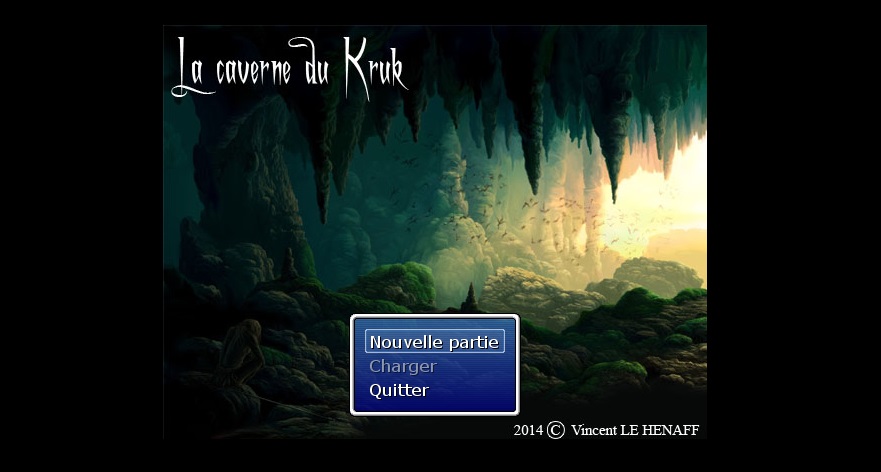 La caverne du Kruk
Nouvelle partie
Charger
Quitter
2014 © Vincent LE HENAFF